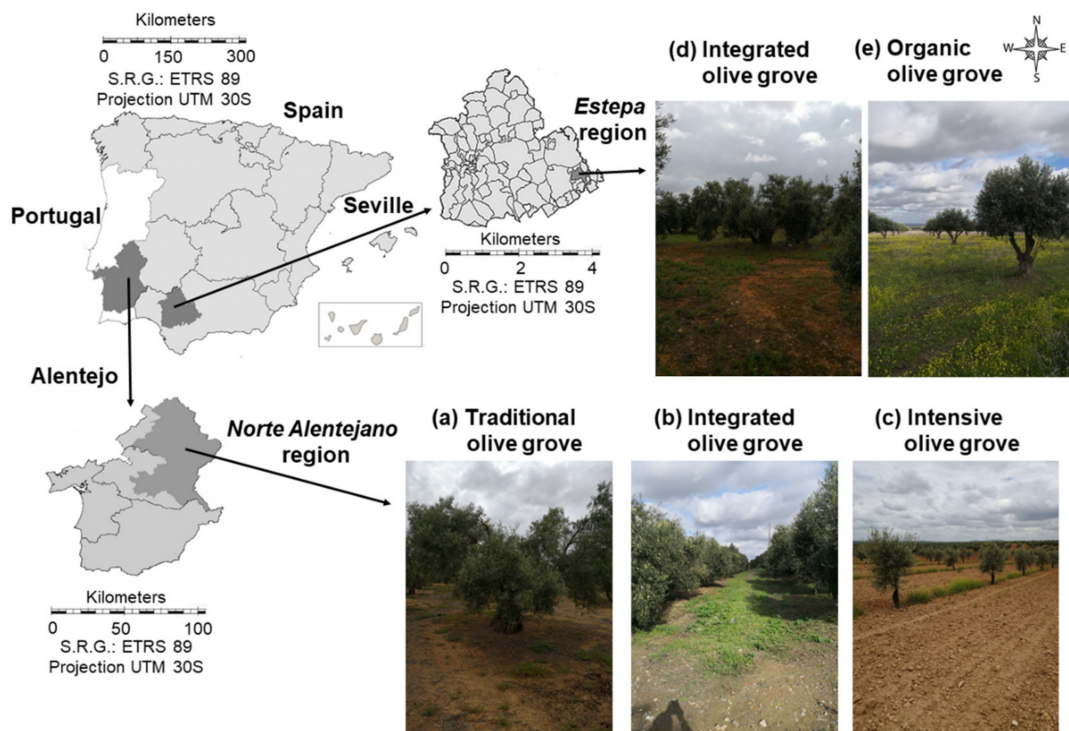 Kilometers
0 150 300
S.R.G.: ETRS 89
Projection UTM 30S
Spain
Portugal
Seville
Estepa
region
Kilometers
0 2 4
S.R.G.: ETRS 89
Projection UTM 30S
(d) Integrated
olive grove
(e) Organic
olive grove
N
W E
S
Alentejo
Norte Alentejano
region
Kilometers
0 50 100
S.R.G.: ETRS 89
Projection UTM 30S
(a) Traditional
olive grove
(b) Integrated
olive grove
(c) Intensive
olive grove